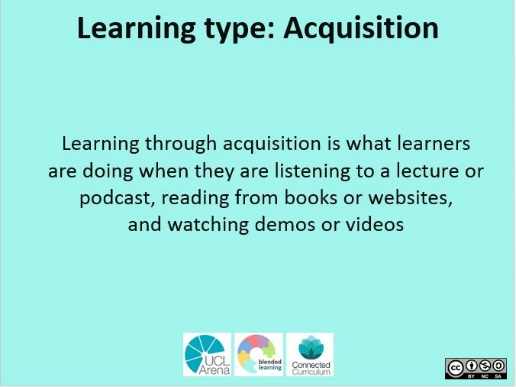 Learning type: Acquisition
Learning through acquisition is what learners
are doing when they are listening to a lecture or
podcast, reading from books or websites,
and watching demos or videos
UCL
Arena
blended
learning
Connected
Curriculum
cc
BY NC SA